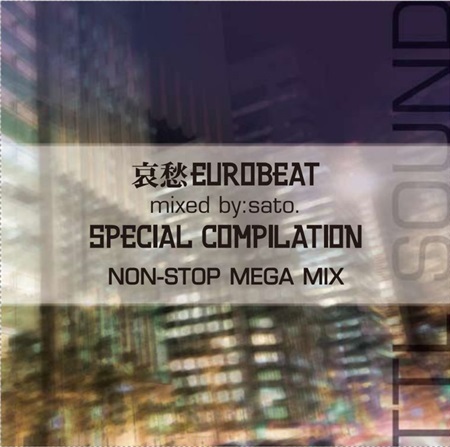 哀愁EUROBEAT
mixed by:sato.
SPECIAL COMPILATION
NON-STOP MEGA MIX
SOUND